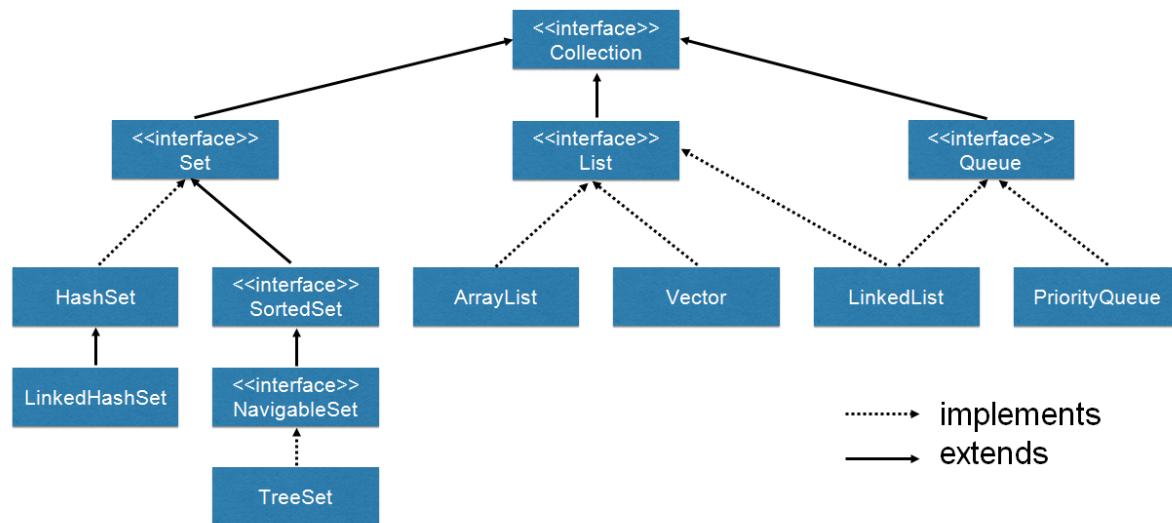 <<interface>>
Collection
<<interface>>
Set
<<interface>>
List
<<interface>>
Queue
HashSet
<<interface>>
SortedSet
ArrayList
Vector
LinkedList
PriorityQueue
LinkedHashSet
<<interface>>
NavigableSet
TreeSet
implements
extends